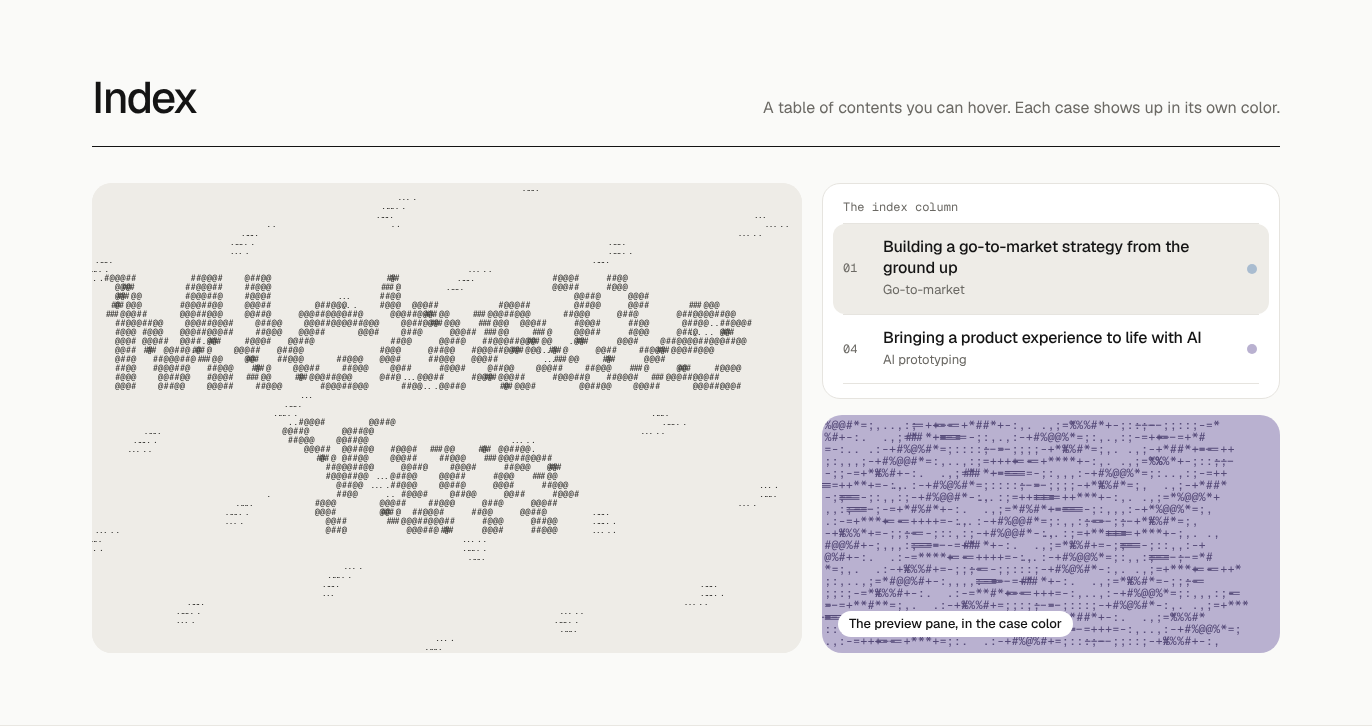 Index
A table of contents you can hover. Each case shows up in its own color.
The index column
01
Building a go-to-market strategy from the
ground up
Go-to-market
04
Bringing a product experience to life with AI
AI prototyping
The preview pane, in the case color